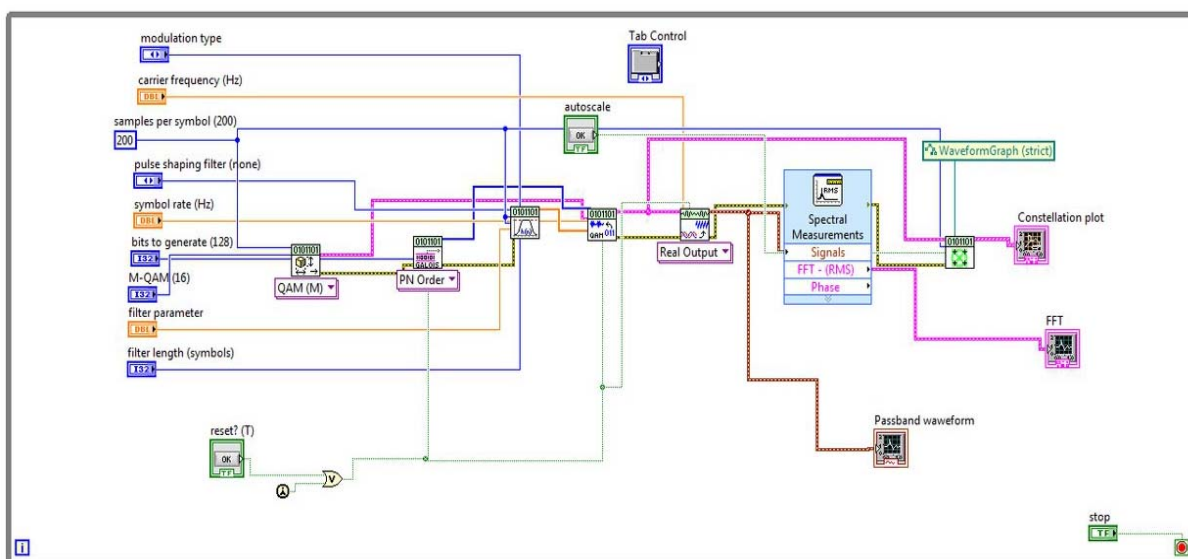 modulation type
Tab Control
carrier frequency (Hz)
DBL
autoscale
OK
TF
samples per symbol (200)
200
WaveformGraph (strict)
pulse shaping filter (none)
RMS
symbol rate (Hz)
DBL
0101101
0101101
QAM
Spectral
Measurements
Constellation plot
bits to generate (128)
0101101
0101101
0101101
I32
GALOIS
Real Output
Signals
M-QAM (16)
QAM (M)
PN Order
FFT - (RMS)
I32
Phase
filter parameter
DBL
FFT
filter length (symbols)
I32
reset? (T)
OK
TF
V
Passband waveform
stop
TF
i